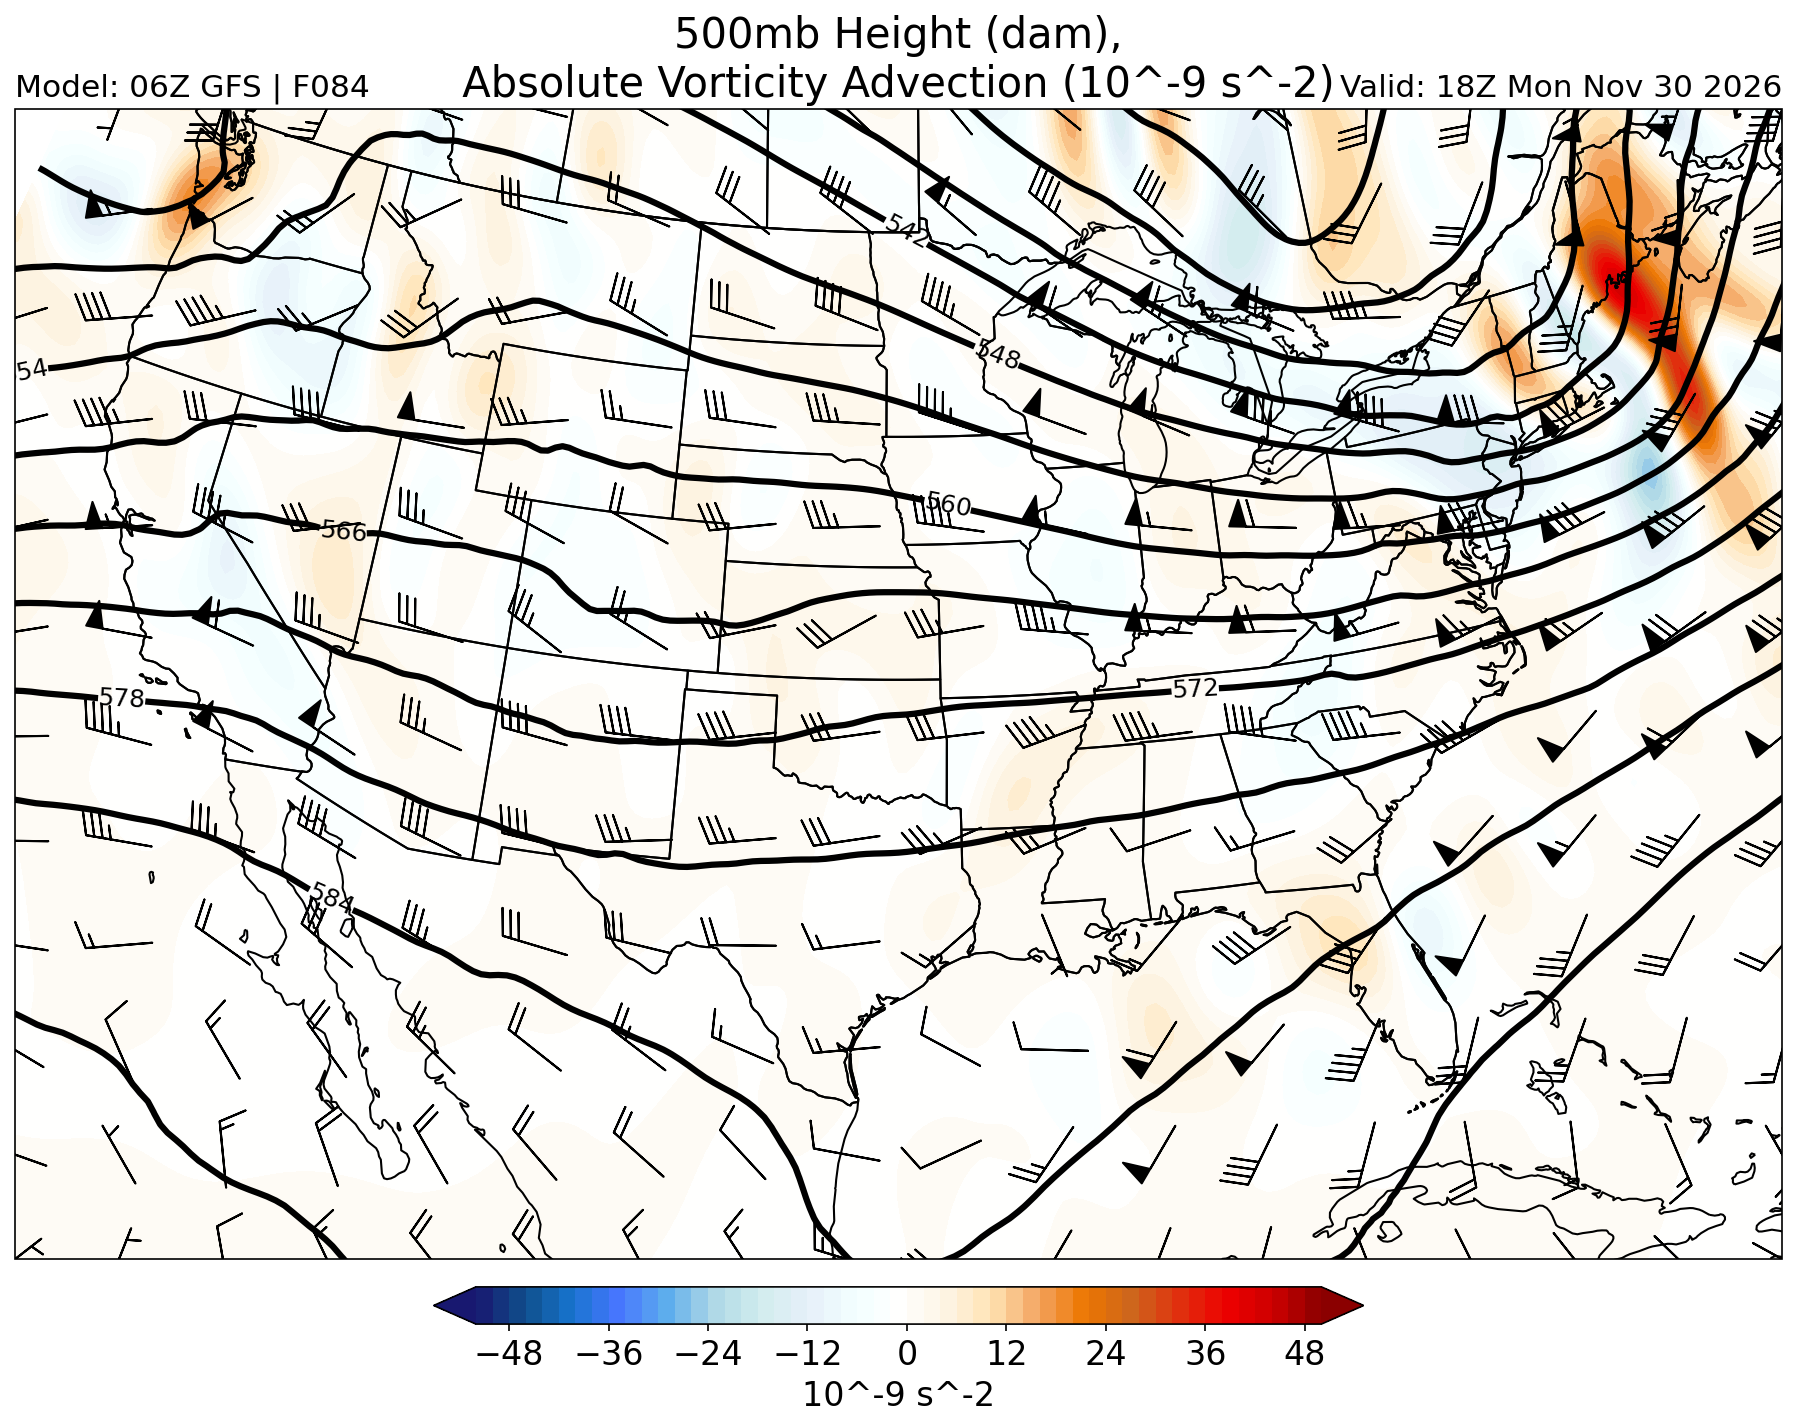 500mb Height (dam),
Model: 06Z GFS | F084
Absolute Vorticity Advection (10^-9 s^-2)
Valid: 18Z Mon Nov 30 2026
542
54
548
560
566
572
578
584
−48 −36 −24 −12 0 12 24 36 48
10^-9 s^-2